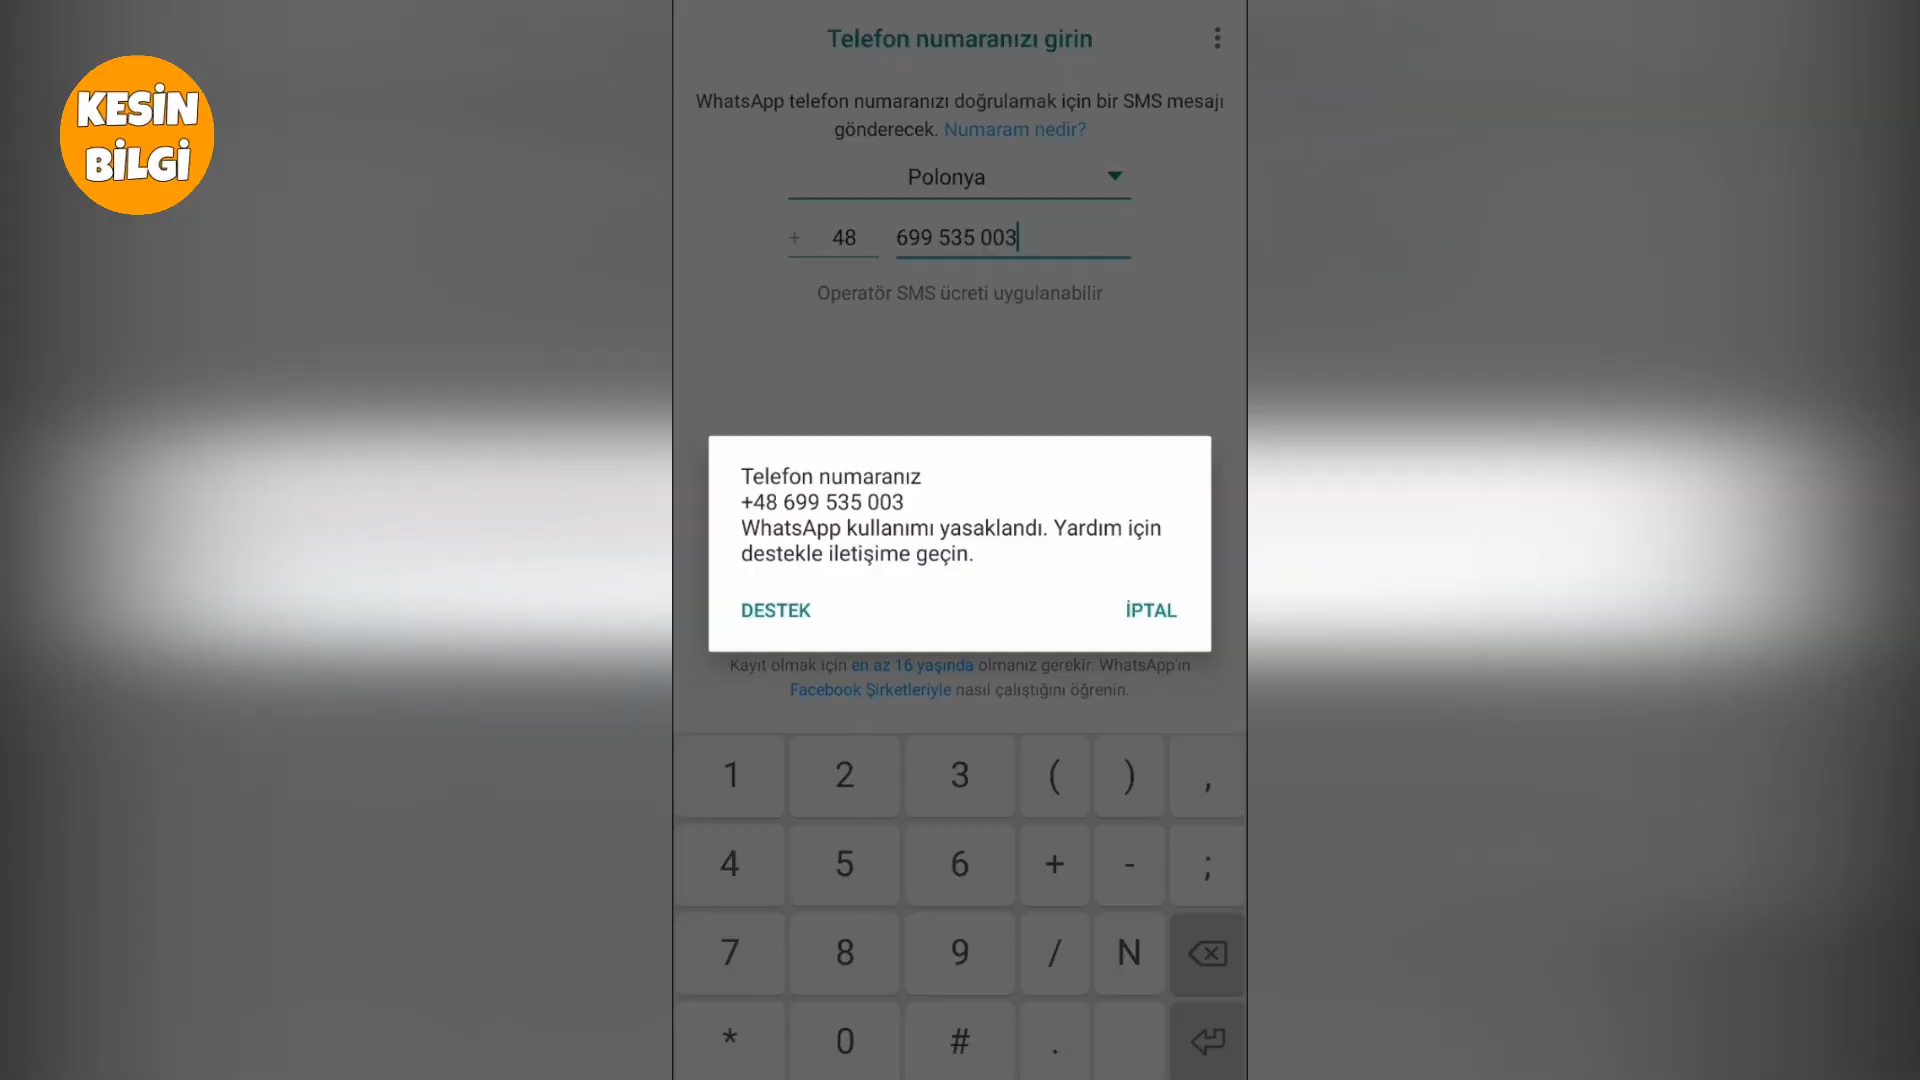 KESİN
BİLGİ
Telefon numaranızı girin
WhatsApp telefon numaranızı doğrulamak için bir SMS mesajı
gönderecek. Numaram nedir?
Polonya
+ 48 699 535 003
Operatör SMS ücreti uygulanabilir
Telefon numaranız
+48 699 535 003
WhatsApp kullanımı yasaklandı. Yardım için
destekle iletişime geçin.
DESTEK İPTAL
Kayıt olmak için en az 16 yaşında olmanız gerekir. WhatsApp'ın
Facebook Şirketleriyle nasıl çalıştığını öğrenin.
1 2 3 ( ) ,
4 5 6 + - ;
7 8 9 / N
* 0 # .